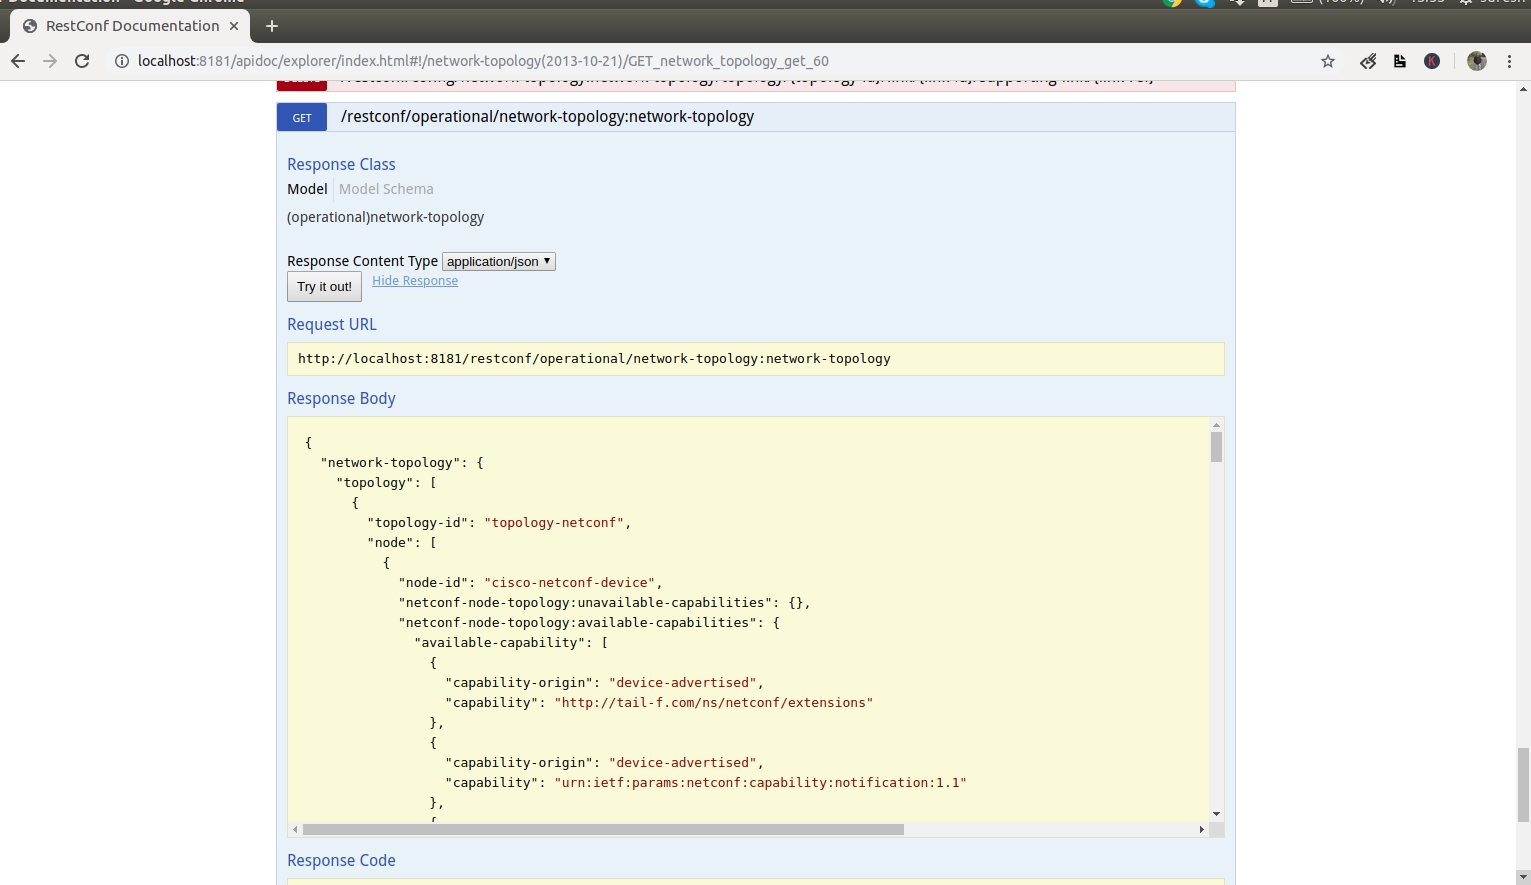 Documentation - Google Chrome
RestConf Documentation × +
localhost:8181/apidoc/explorer/index.html#!/network-topology(2013-10-21)/GET_network_topology_get_60
GET /restconf/operational/network-topology:network-topology
Response Class
Model Model Schema
(operational)network-topology
Response Content Type application/json
Try it out! Hide Response
Request URL
http://localhost:8181/restconf/operational/network-topology:network-topology
Response Body
{
"network-topology": {
"topology": [
{
"topology-id": "topology-netconf",
"node": [
{
"node-id": "cisco-netconf-device",
"netconf-node-topology:unavailable-capabilities": {},
"netconf-node-topology:available-capabilities": {
"available-capability": [
{
"capability-origin": "device-advertised",
"capability": "http://tail-f.com/ns/netconf/extensions"
},
{
"capability-origin": "device-advertised",
"capability": "urn:ietf:params:netconf:capability:notification:1.1"
},
{
Response Code